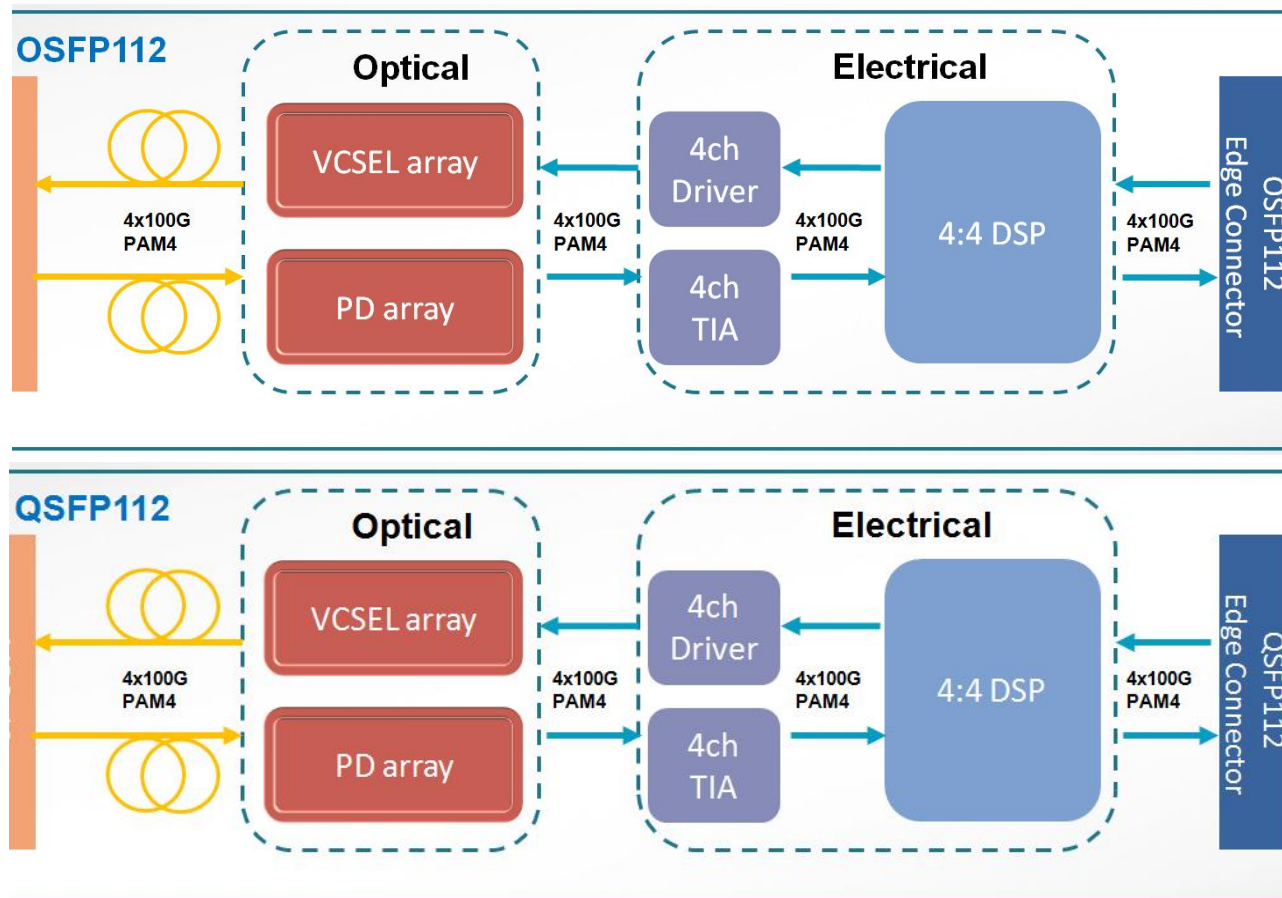 OSFP112
Optical
Electrical
VCSEL array
4ch
Driver
4x100G
PAM4
4x100G
PAM4
4x100G
PAM4
4:4 DSP
4x100G
PAM4
PD array
4ch
TIA
OSFP112
Edge Connector
QSFP112
Optical
Electrical
VCSEL array
4ch
Driver
4x100G
PAM4
4x100G
PAM4
4x100G
PAM4
4:4 DSP
4x100G
PAM4
PD array
4ch
TIA
QSFP112
Edge Connector